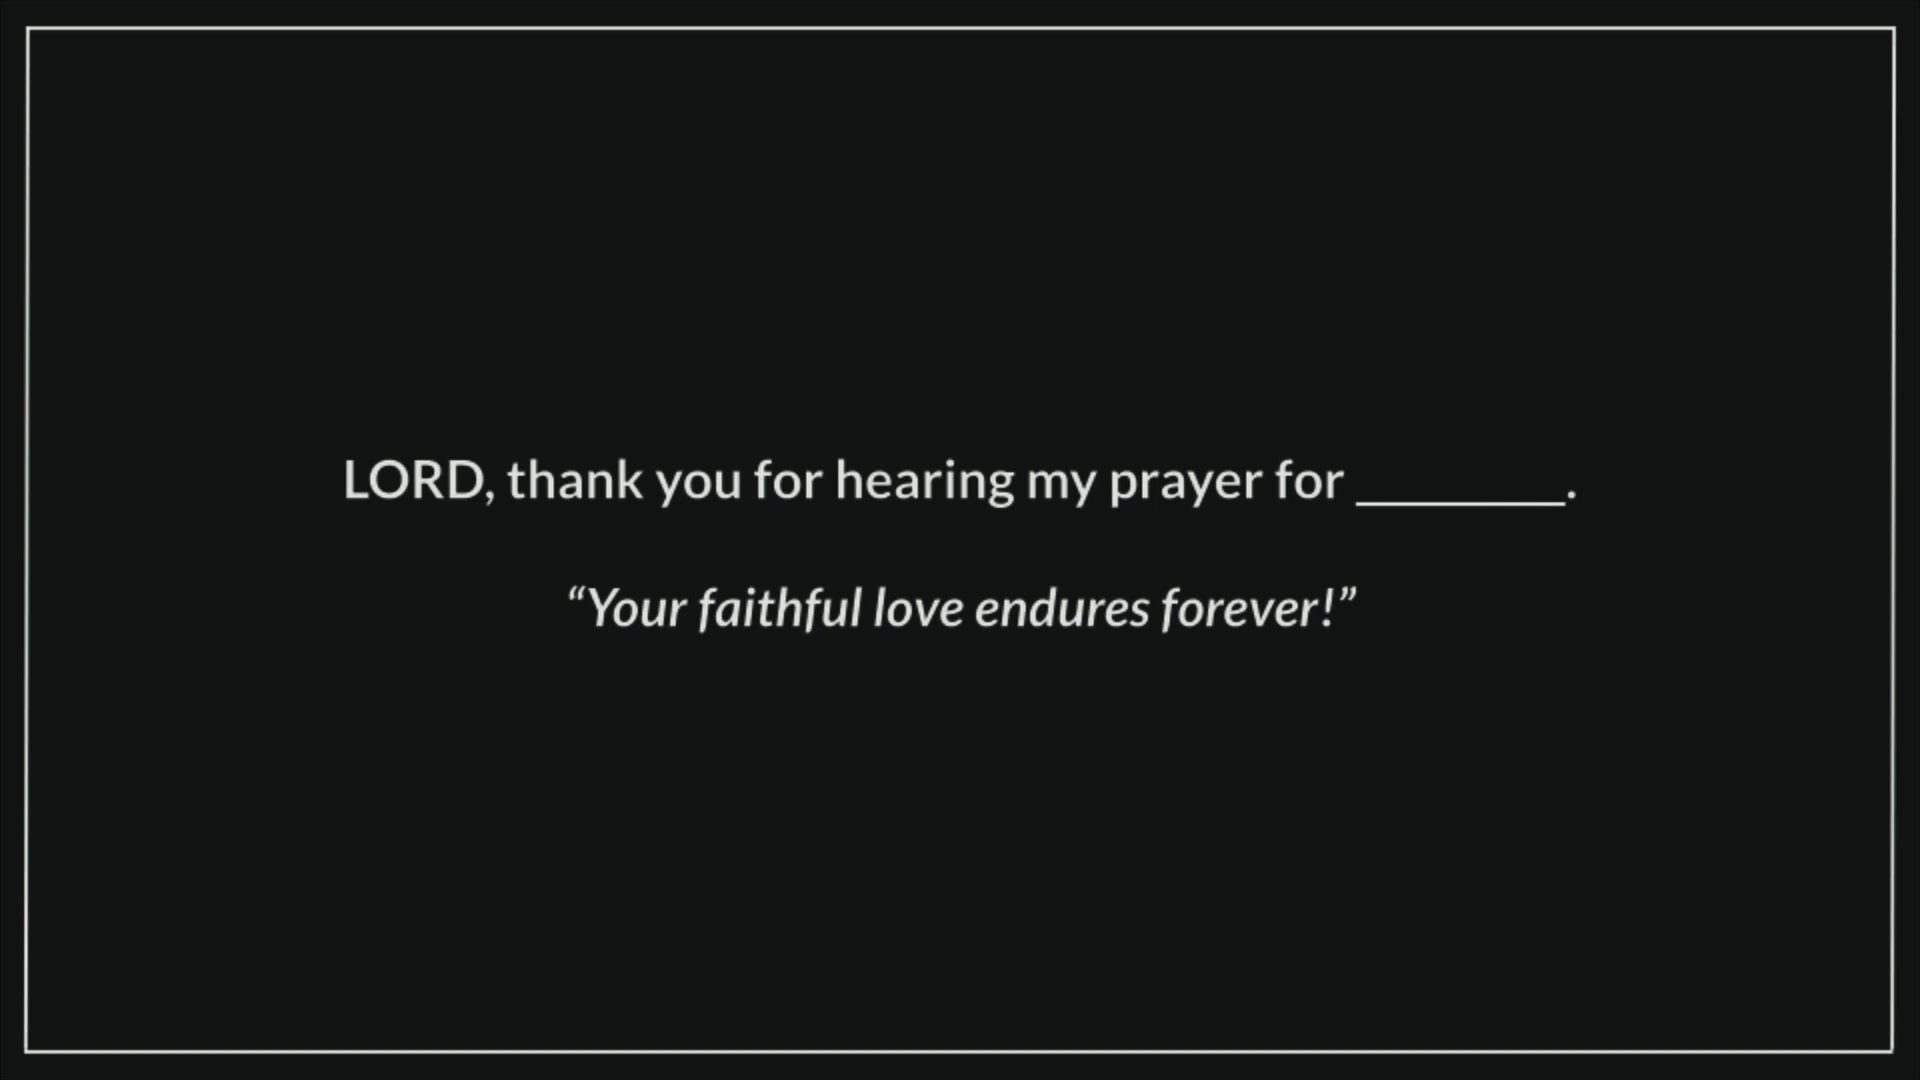 LORD, thank you for hearing my prayer for ________.
“Your faithful love endures forever!”